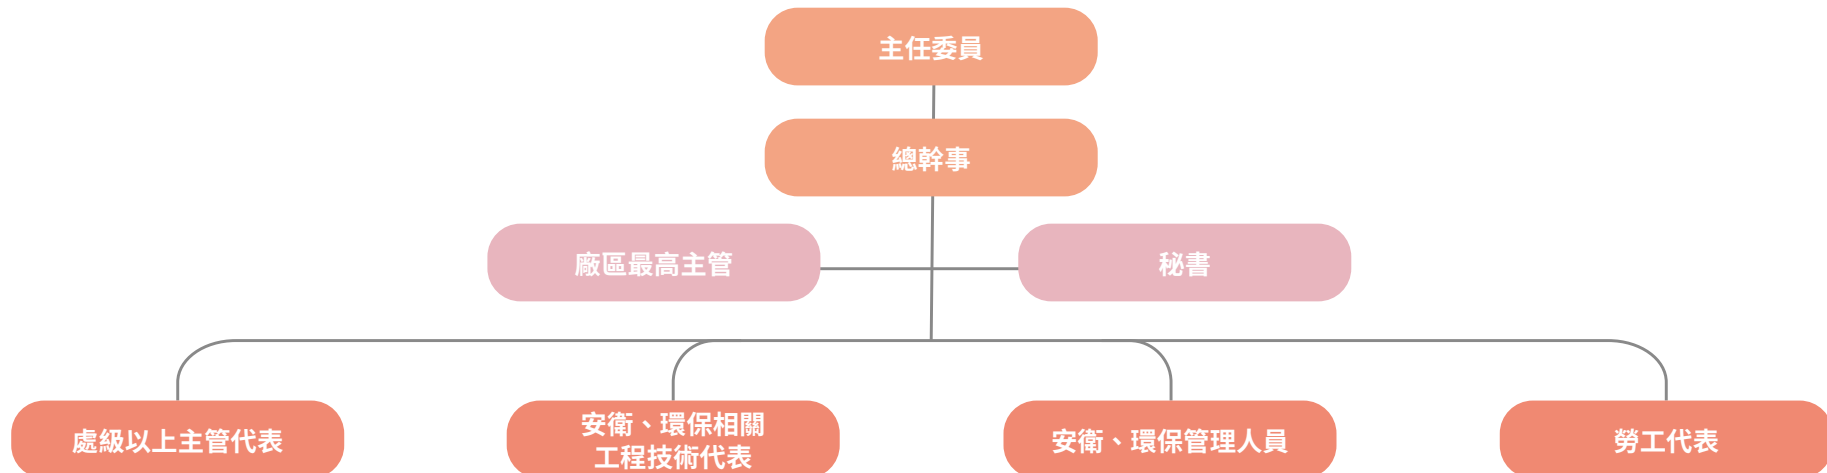 主任委員
總幹事
廠區最高主管
秘書
處級以上主管代表
安衛、環保相關
工程技術代表
安衛、環保管理人員
勞工代表